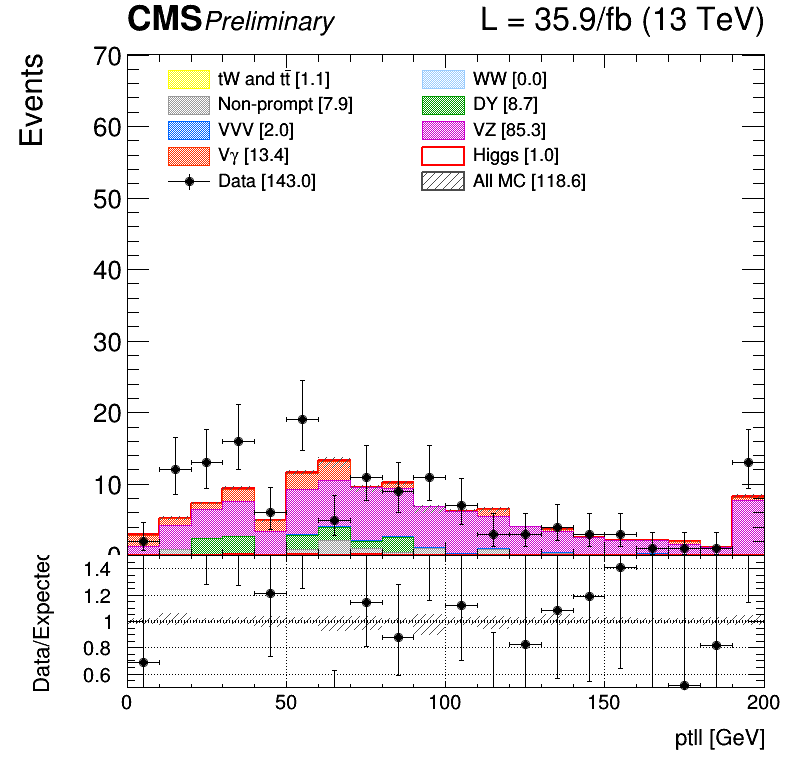 CMS Preliminary L = 35.9/fb (13 TeV)
Events
70
60
50
40
30
20
10
0
tW and tt̄ [1.1]
WW [0.0]
Non-prompt [7.9]
DY [8.7]
VVV [2.0]
VZ [85.3]
Vγ [13.4]
Higgs [1.0]
Data [143.0]
All MC [118.6]
Data/Expected
1.4
1.2
1
0.8
0.6
0 50 100 150 200
ptll [GeV]